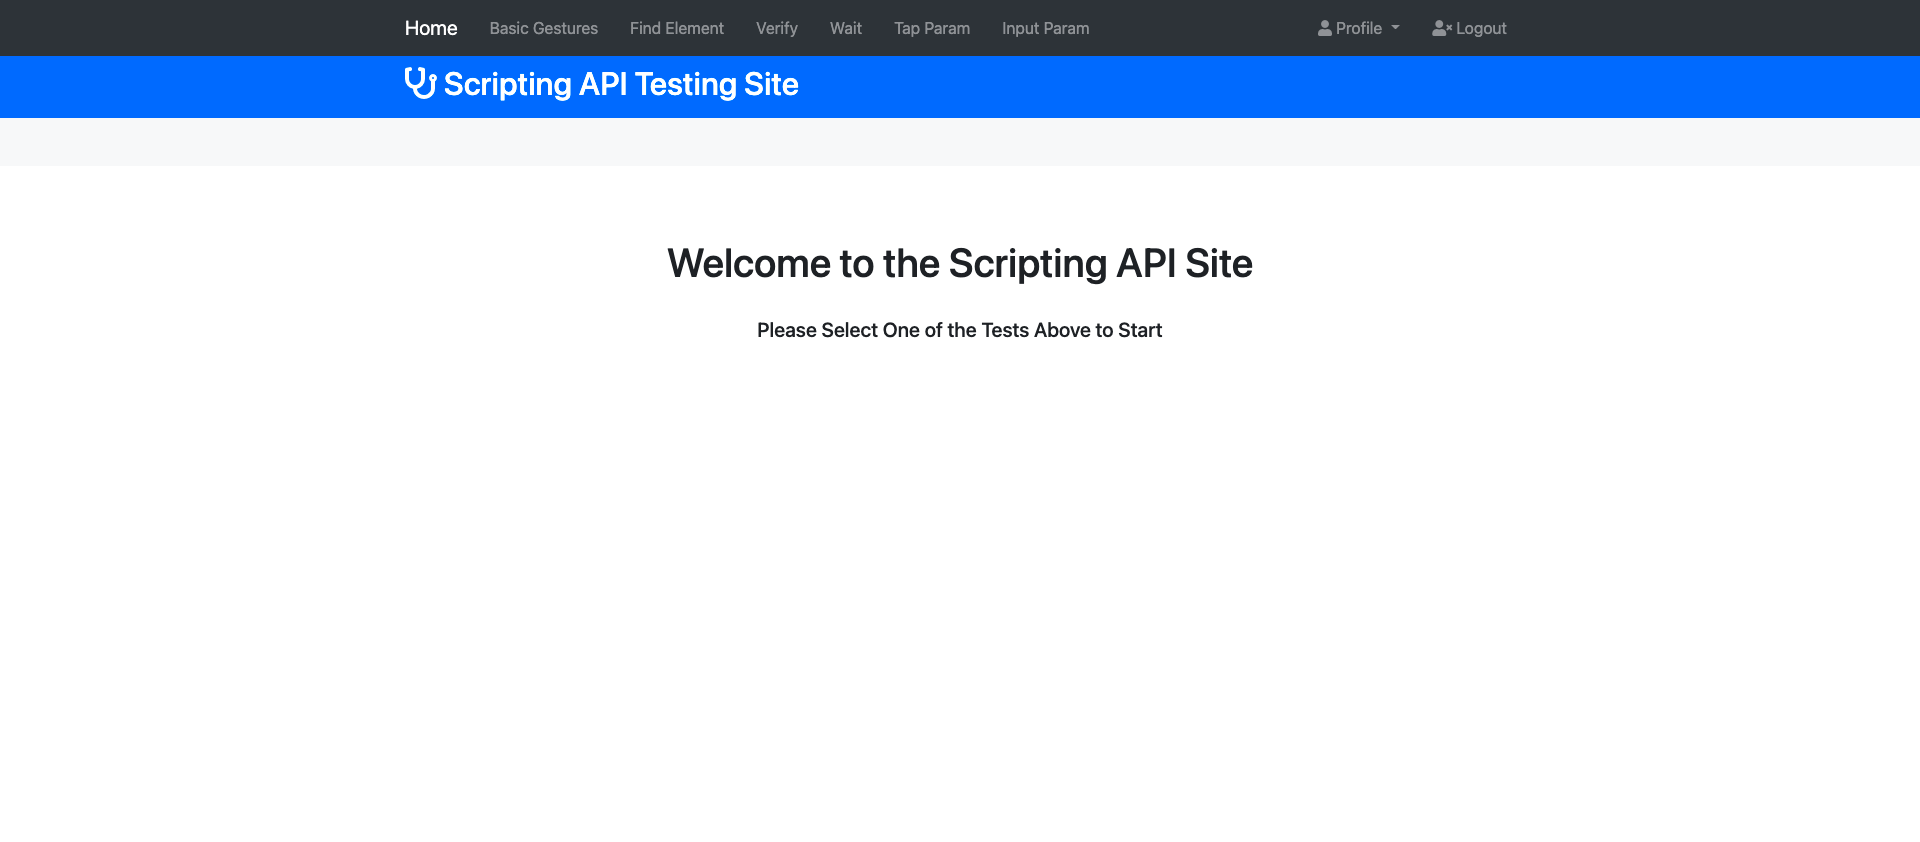 Home Basic Gestures Find Element Verify Wait Tap Param Input Param Profile Logout
Scripting API Testing Site
Welcome to the Scripting API Site
Please Select One of the Tests Above to Start